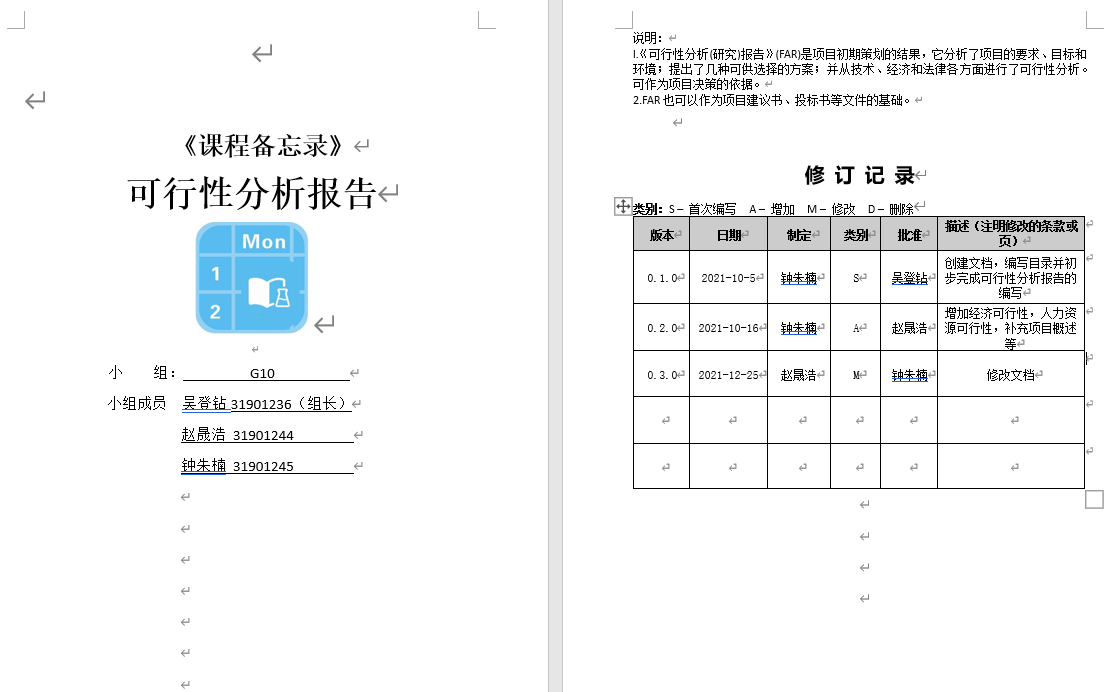 《课程备忘录》
可行性分析报告
Mon
1
2
小 组： G10
小组成员 吴登钻 31901236（组长）
赵晟浩 31901244
钟朱楠 31901245
说明：
1.《可行性分析(研究)报告》(FAR)是项目初期策划的结果，它分析了项目的要求、目标和
环境；提出了几种可供选择的方案；并从技术、经济和法律各方面进行了可行性分析。
可作为项目决策的依据。
2.FAR 也可以作为项目建议书、投标书等文件的基础。
修 订 记 录
类别：S – 首次编写 A – 增加 M – 修改 D – 删除
版本 日期 制定 类别 批准 描述（注明修改的条款或
页）
0.1.0 2021-10-5 钟朱楠 S 吴登钻 创建文档，编写目录并初
步完成可行性分析报告的
编写
0.2.0 2021-10-16 钟朱楠 A 赵晟浩 增加经济可行性，人力资
源可行性，补充项目概述
等
0.3.0 2021-12-25 赵晟浩 M 钟朱楠 修改文档